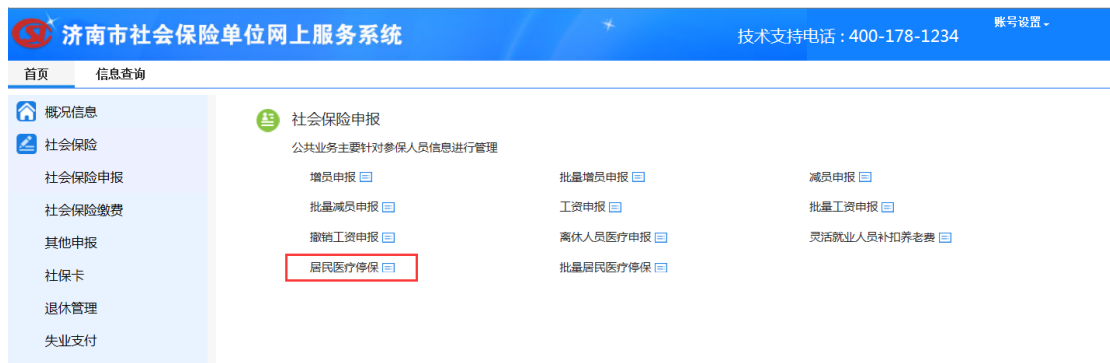 济南市社会保险单位网上服务系统
技术支持电话：400-178-1234
账号设置
首页 信息查询
概况信息
社会保险
社会保险申报
社会保险缴费
其他申报
社保卡
退休管理
失业支付
社会保险申报
公共业务主要针对参保人员信息进行管理
增员申报 批量增员申报 减员申报
批量减员申报 工资申报 批量工资申报
撤销工资申报 离休人员医疗申报 灵活就业人员补扣养老费
居民医疗停保 批量居民医疗停保